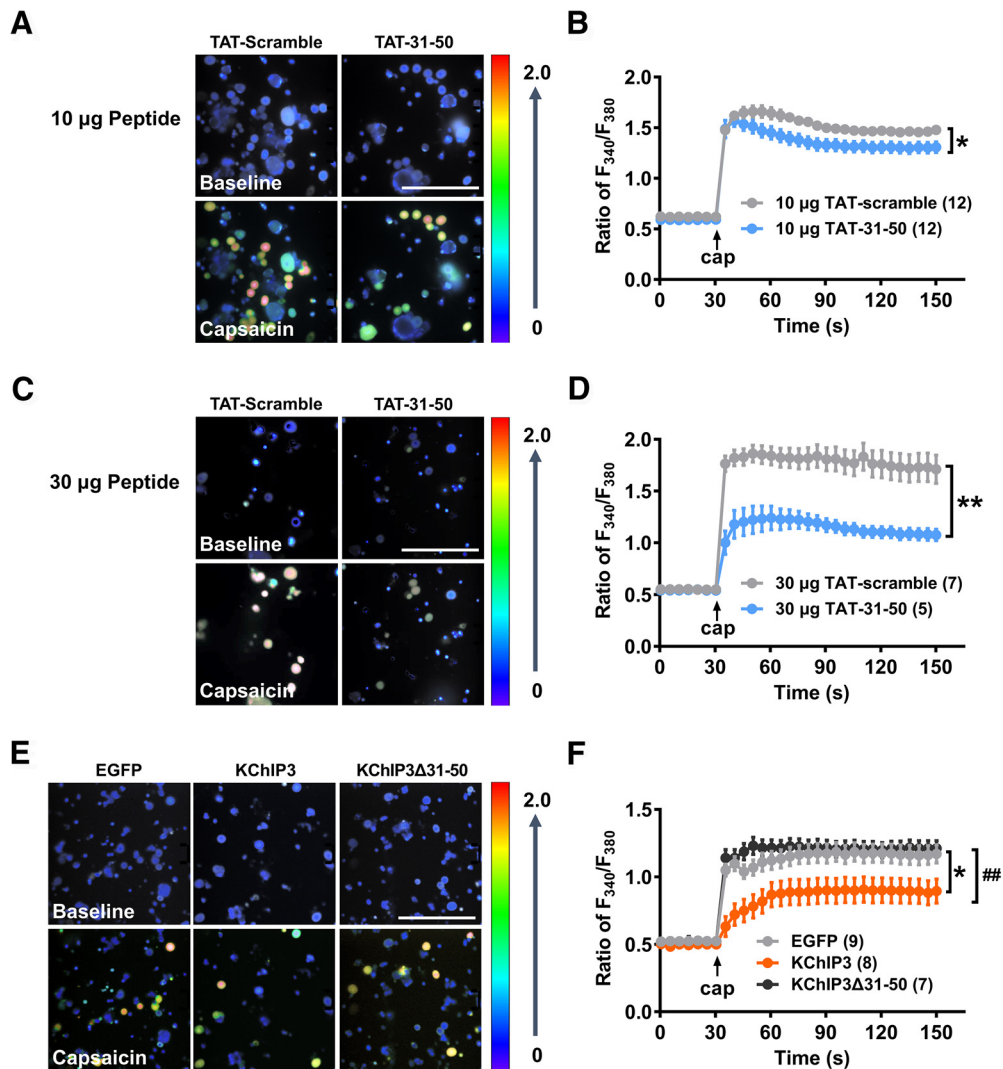 A
TAT-Scramble TAT-31-50
10 µg Peptide
Baseline
Capsaicin
2.0
0
B
Ratio of F340/F380
2.0
1.5
1.0
0.5
0.0
*
10 µg TAT-scramble (12)
10 µg TAT-31-50 (12)
cap
0 30 60 90 120 150
Time (s)
C
TAT-Scramble TAT-31-50
30 µg Peptide
Baseline
Capsaicin
2.0
0
D
Ratio of F340/F380
2.0
1.5
1.0
0.5
0.0
**
30 µg TAT-scramble (7)
30 µg TAT-31-50 (5)
cap
0 30 60 90 120 150
Time (s)
E
EGFP KChIP3 KChIP3Δ31-50
Baseline
Capsaicin
2.0
0
F
Ratio of F340/F380
1.5
1.0
0.5
0.0
* ##
EGFP (9)
KChIP3 (8)
KChIP3Δ31-50 (7)
cap
0 30 60 90 120 150
Time (s)